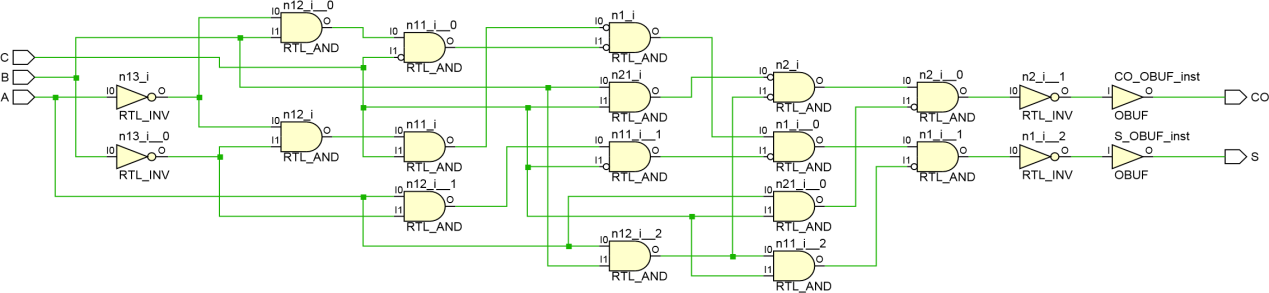 n12_i__0
I0 O
I1
RTL_AND
n11_i__0
I0 O
I1
RTL_AND
n1_i
I0 O
I1
RTL_AND
C
B
A
n13_i
I0 O
RTL_INV
n13_i__0
I0 O
RTL_INV
n12_i
I0 O
I1
RTL_AND
n11_i
I0 O
I1
RTL_AND
n12_i__1
I0 O
I1
RTL_AND
n21_i
I0 O
I1
RTL_AND
n11_i__1
I0 O
I1
RTL_AND
n12_i__2
I0 O
I1
RTL_AND
n2_i
I0 O
I1
RTL_AND
n1_i__0
I0 O
I1
RTL_AND
n21_i__0
I0 O
I1
RTL_AND
n11_i__2
I0 O
I1
RTL_AND
n2_i__0
I0 O
I1
RTL_AND
n1_i__1
I0 O
I1
RTL_AND
n2_i__1
I0 O
RTL_INV
n1_i__2
I0 O
RTL_INV
CO_OBUF_inst
I O
OBUF
S_OBUF_inst
I O
OBUF
CO
S